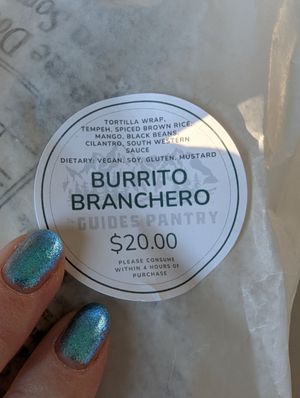 TORTILLA WRAP,
TEMPEH, SPICED BROWN RICE,
MANGO, BLACK BEANS,
CILANTRO, SOUTH WESTERN
SAUCE
DIETARY: VEGAN, SOY, GLUTEN, MUSTARD
BURRITO
BRANCHERO
GUIDES PANTRY
$20.00
PLEASE CONSUME
WITHIN 4 HOURS OF
PURCHASE